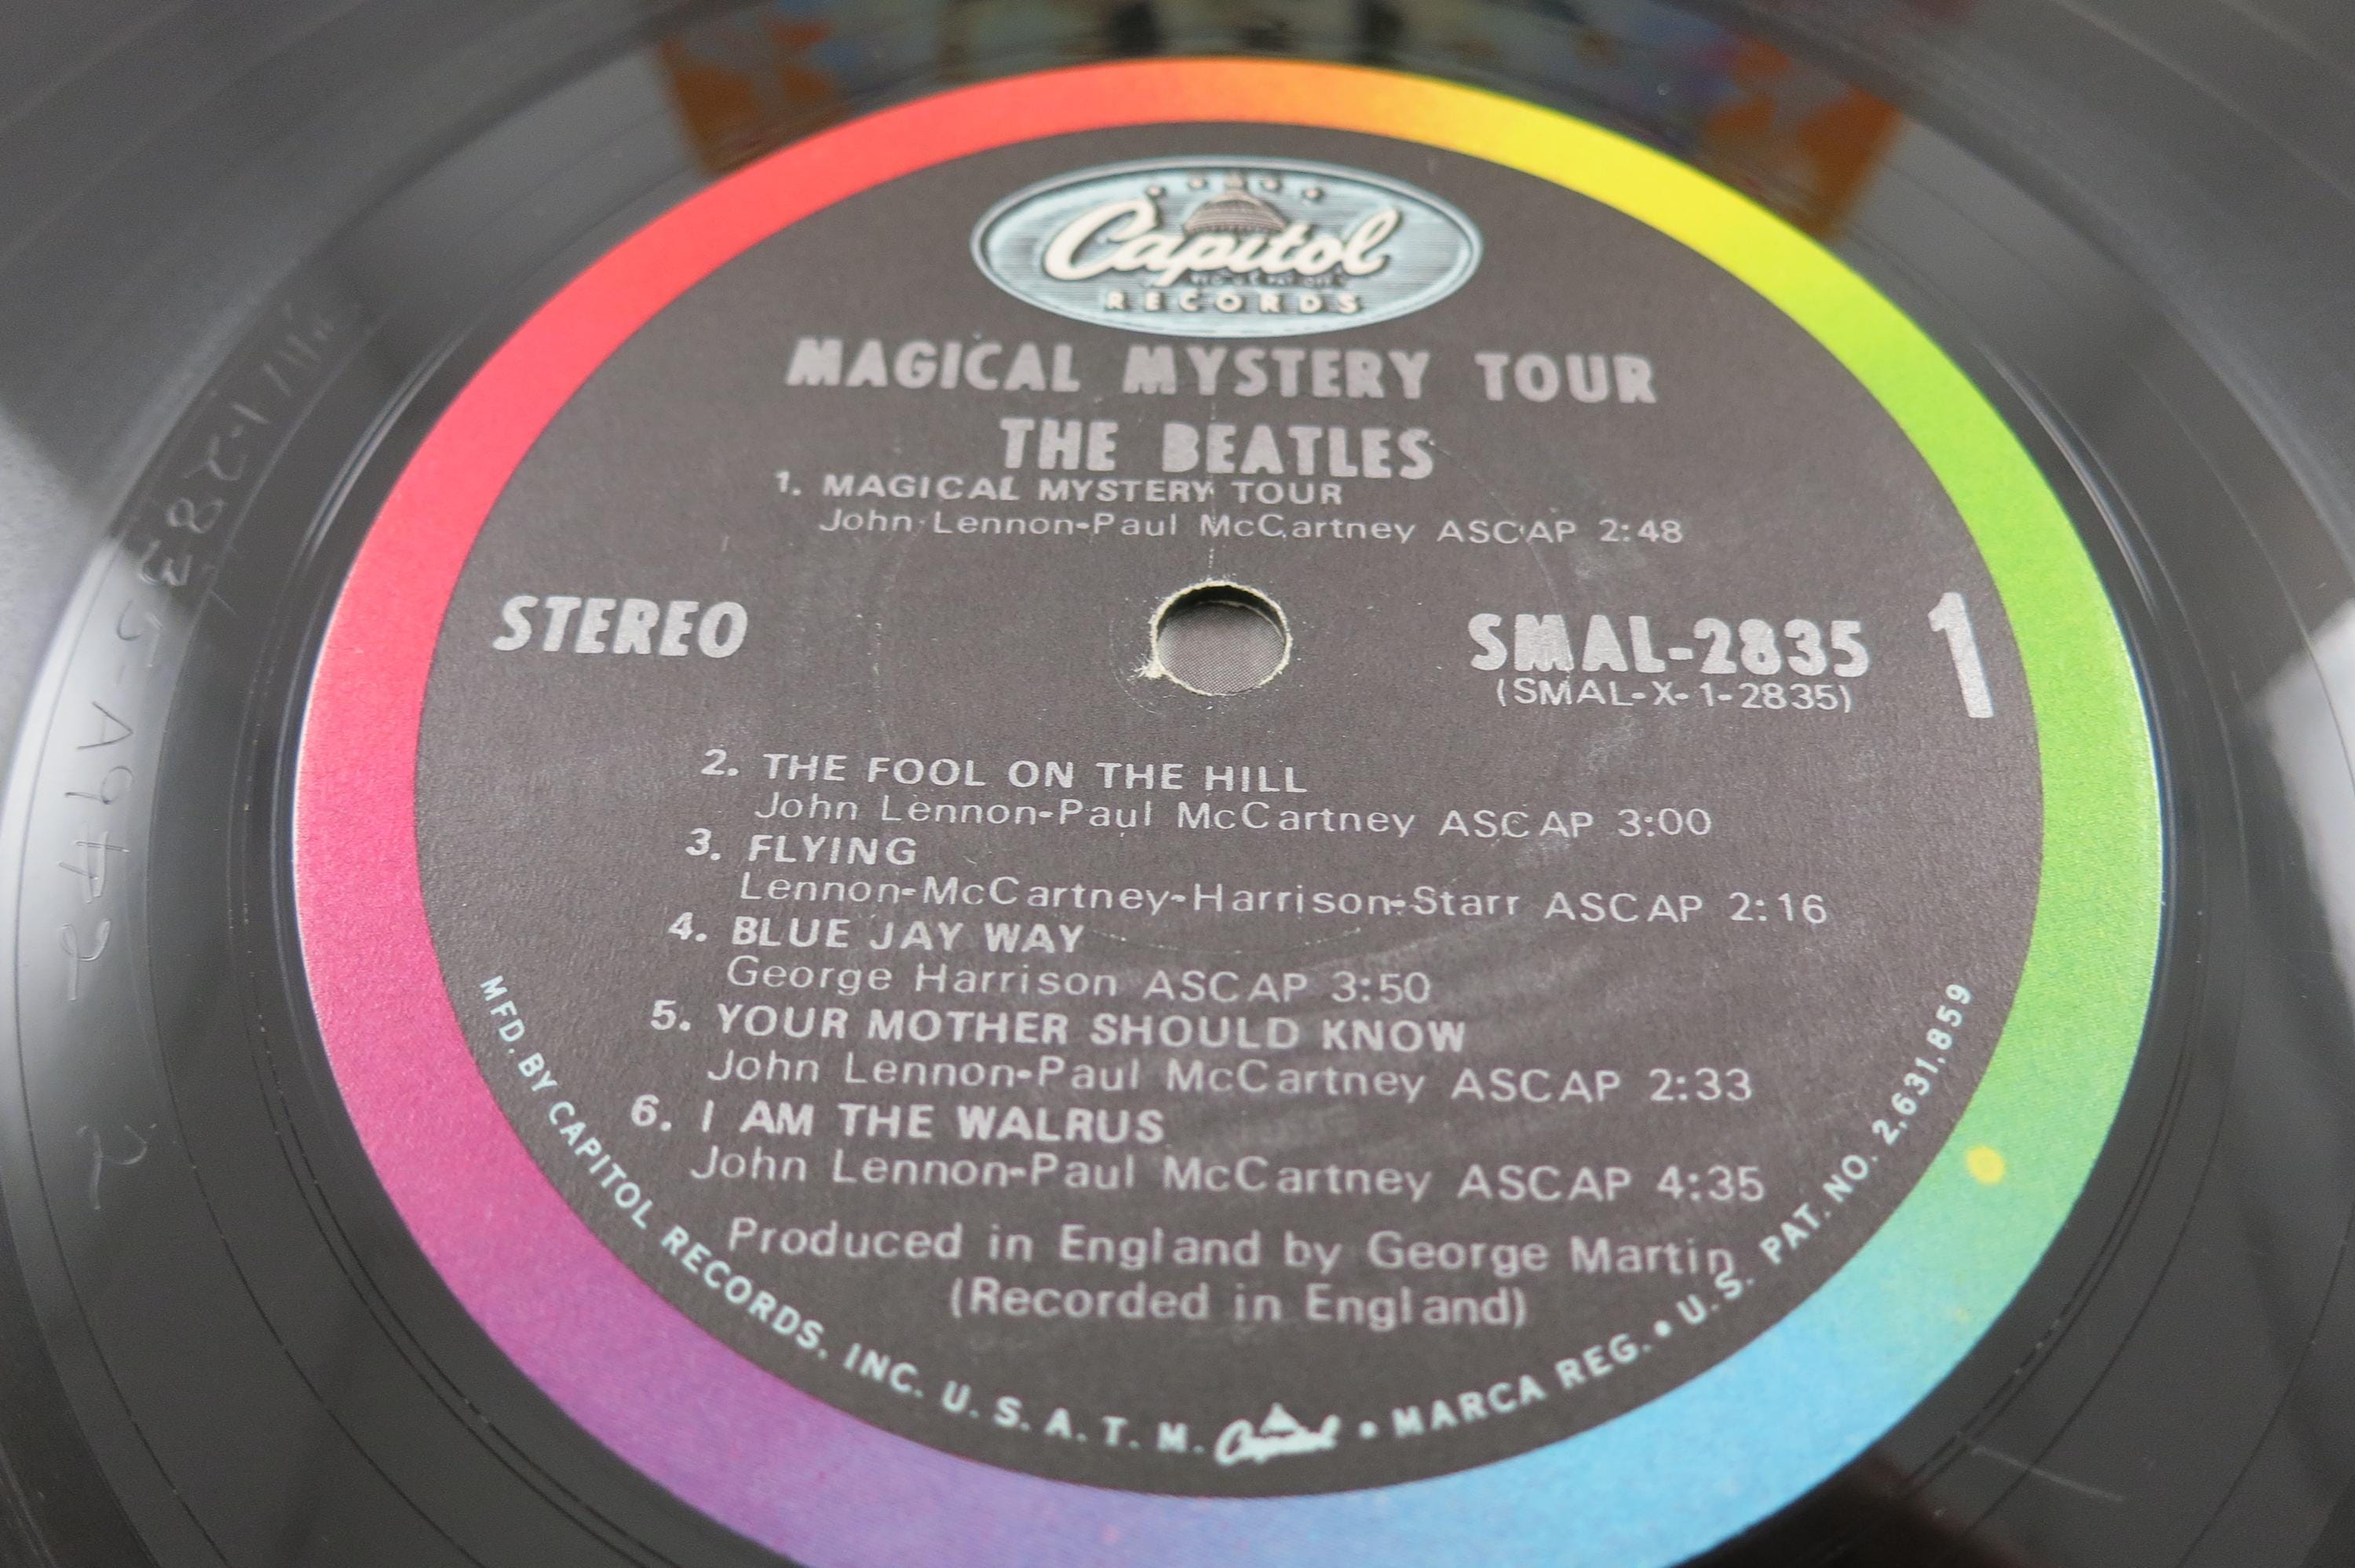 Capitol
RECORDS
MAGICAL MYSTERY TOUR
THE BEATLES
1. MAGICAL MYSTERY TOUR
John Lennon-Paul McCartney ASCAP 2:48
STEREO
SMAL-2835 1
(SMAL-X-1-2835)
2. THE FOOL ON THE HILL
John Lennon-Paul McCartney ASCAP 3:00
3. FLYING
Lennon-McCartney-Harrison-Starr ASCAP 2:16
4. BLUE JAY WAY
George Harrison ASCAP 3:50
5. YOUR MOTHER SHOULD KNOW
John Lennon-Paul McCartney ASCAP 2:33
6. I AM THE WALRUS
John Lennon-Paul McCartney ASCAP 4:35
Produced in England by George Martin
(Recorded in England)
MFD. BY CAPITOL RECORDS, INC. U.S.A. T.M. Capitol • MARCA REG. • U.S. PAT. NO. 2,631,859